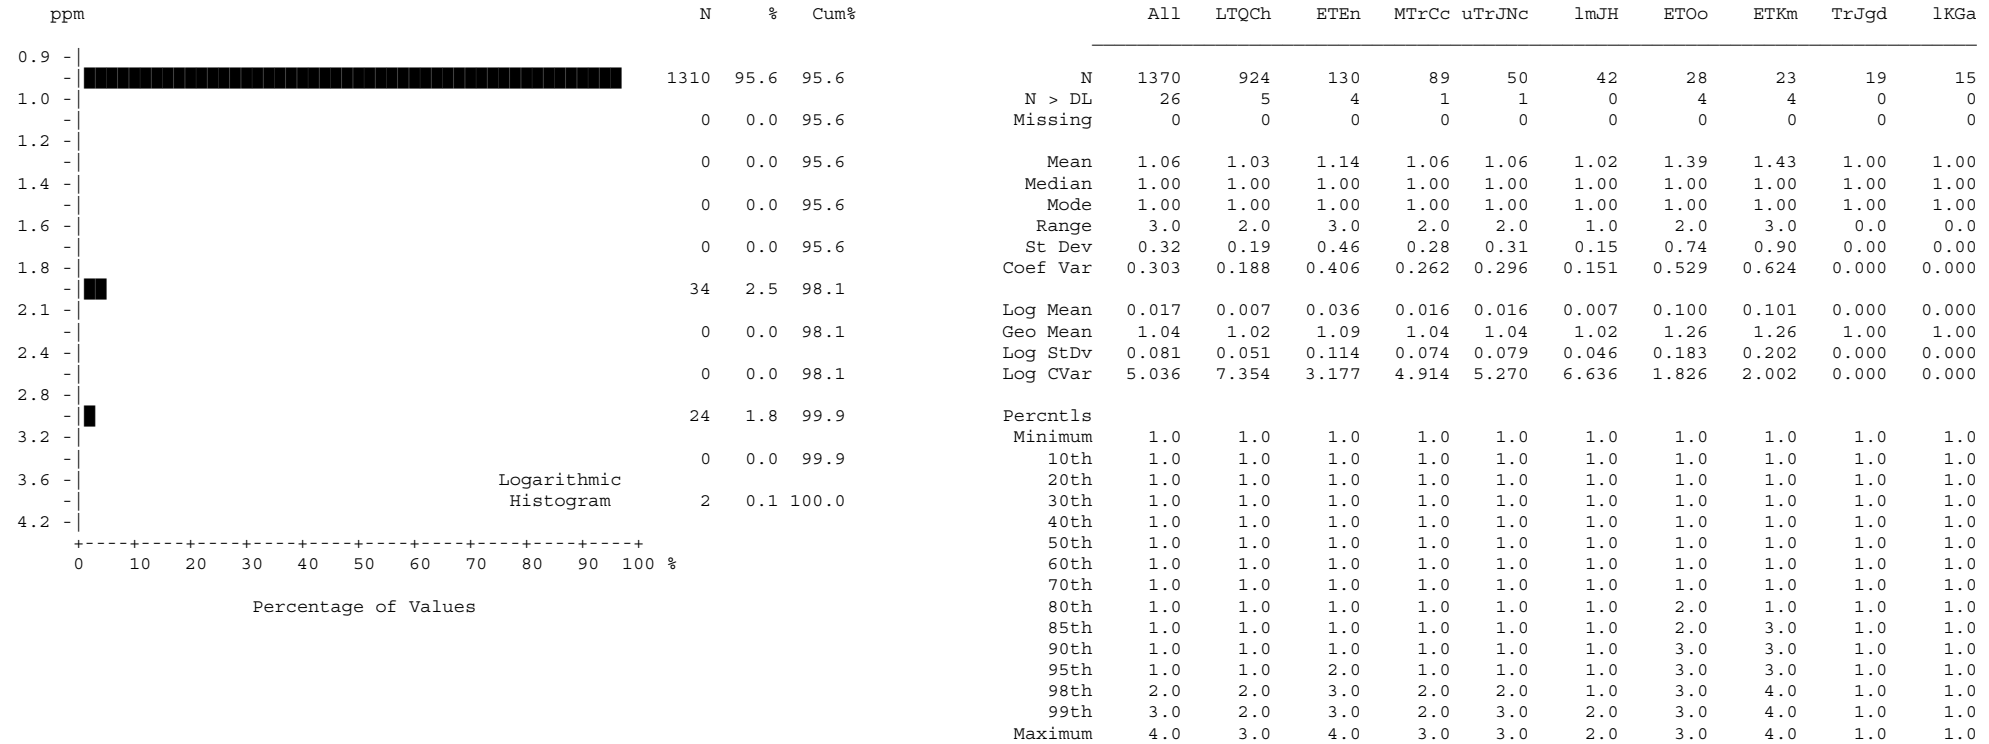 ppm N % Cum% All LTQCh ETEn MTrCc uTrJNc lmJH ETOo ETKm TrJgd lKGa
0.9 -|
-| 1310 95.6 95.6 N 1370 924 130 89 50 42 28 23 19 15
1.0 -| N > DL 26 5 4 1 1 0 4 4 0 0
-| 0 0.0 95.6 Missing 0 0 0 0 0 0 0 0 0 0
1.2 -|
-| 0 0.0 95.6 Mean 1.06 1.03 1.14 1.06 1.06 1.02 1.39 1.43 1.00 1.00
1.4 -| Median 1.00 1.00 1.00 1.00 1.00 1.00 1.00 1.00 1.00 1.00
-| 0 0.0 95.6 Mode 1.00 1.00 1.00 1.00 1.00 1.00 1.00 1.00 1.00 1.00
1.6 -| Range 3.0 2.0 3.0 2.0 2.0 1.0 2.0 3.0 0.0 0.0
-| 0 0.0 95.6 St Dev 0.32 0.19 0.46 0.28 0.31 0.15 0.74 0.90 0.00 0.00
1.8 -| Coef Var 0.303 0.188 0.406 0.262 0.296 0.151 0.529 0.624 0.000 0.000
-| 34 2.5 98.1
2.1 -| Log Mean 0.017 0.007 0.036 0.016 0.016 0.007 0.100 0.101 0.000 0.000
-| 0 0.0 98.1 Geo Mean 1.04 1.02 1.09 1.04 1.04 1.02 1.26 1.26 1.00 1.00
2.4 -| Log StDv 0.081 0.051 0.114 0.074 0.079 0.046 0.183 0.202 0.000 0.000
-| 0 0.0 98.1 Log CVar 5.036 7.354 3.177 4.914 5.270 6.636 1.826 2.002 0.000 0.000
2.8 -|
-| 24 1.8 99.9 Percntls
3.2 -| Minimum 1.0 1.0 1.0 1.0 1.0 1.0 1.0 1.0 1.0 1.0
-| 0 0.0 99.9 10th 1.0 1.0 1.0 1.0 1.0 1.0 1.0 1.0 1.0 1.0
3.6 -| Logarithmic 20th 1.0 1.0 1.0 1.0 1.0 1.0 1.0 1.0 1.0 1.0
-| Histogram 2 0.1 100.0 30th 1.0 1.0 1.0 1.0 1.0 1.0 1.0 1.0 1.0 1.0
4.2 -| 40th 1.0 1.0 1.0 1.0 1.0 1.0 1.0 1.0 1.0 1.0
+----+----+----+----+----+----+----+----+----+----+ 50th 1.0 1.0 1.0 1.0 1.0 1.0 1.0 1.0 1.0 1.0
0 10 20 30 40 50 60 70 80 90 100 % 60th 1.0 1.0 1.0 1.0 1.0 1.0 1.0 1.0 1.0 1.0
70th 1.0 1.0 1.0 1.0 1.0 1.0 1.0 1.0 1.0 1.0
Percentage of Values 80th 1.0 1.0 1.0 1.0 1.0 1.0 2.0 1.0 1.0 1.0
85th 1.0 1.0 1.0 1.0 1.0 1.0 2.0 3.0 1.0 1.0
90th 1.0 1.0 1.0 1.0 1.0 1.0 3.0 3.0 1.0 1.0
95th 1.0 1.0 2.0 1.0 1.0 1.0 3.0 3.0 1.0 1.0
98th 2.0 2.0 3.0 2.0 2.0 1.0 3.0 4.0 1.0 1.0
99th 3.0 2.0 3.0 2.0 3.0 2.0 3.0 4.0 1.0 1.0
Maximum 4.0 3.0 4.0 3.0 3.0 2.0 3.0 4.0 1.0 1.0